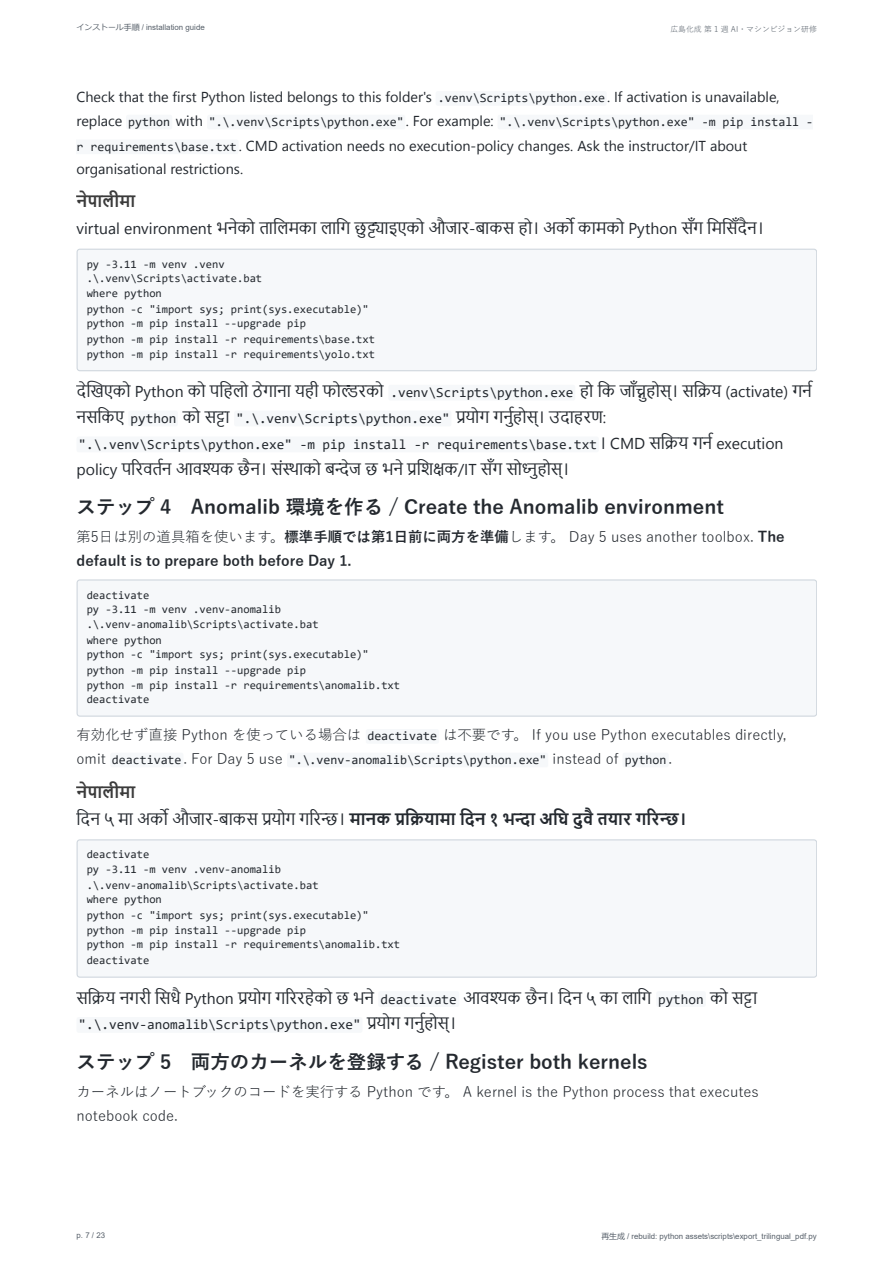 インストール手順 / installation guide
広島化成 第 1 週 AI・マシンビジョン研修
Check that the first Python listed belongs to this folder's .venv\Scripts\python.exe. If activation is unavailable,
replace python with ".\.venv\Scripts\python.exe". For example: ".\.venv\Scripts\python.exe" -m pip install -
r requirements\base.txt. CMD activation needs no execution-policy changes. Ask the instructor/IT about
organisational restrictions.
नेपालीमा
virtual environment भनेको तालिमका लागि छुट्ट्याइएको औजार-बाकस हो। अर्को कामको Python सँग मिसिँदैन।
py -3.11 -m venv .venv
.\.venv\Scripts\activate.bat
where python
python -c "import sys; print(sys.executable)"
python -m pip install --upgrade pip
python -m pip install -r requirements\base.txt
python -m pip install -r requirements\yolo.txt
देखिएको Python को पहिलो ठेगाना यही फोल्डरको .venv\Scripts\python.exe हो कि जाँच्नुहोस्। सक्रिय (activate) गर्न
नसकिए python को सट्टा ".\.venv\Scripts\python.exe" प्रयोग गर्नुहोस्। उदाहरण:
".\.venv\Scripts\python.exe" -m pip install -r requirements\base.txt। CMD सक्रिय गर्न execution
policy परिवर्तन आवश्यक छैन। संस्थाको बन्देज छ भने प्रशिक्षक/IT सँग सोध्नुहोस्।
ステップ 4　Anomalib 環境を作る / Create the Anomalib environment
第5日は別の道具箱を使います。標準手順では第1日前に両方を準備します。 Day 5 uses another toolbox. The
default is to prepare both before Day 1.
deactivate
py -3.11 -m venv .venv-anomalib
.\.venv-anomalib\Scripts\activate.bat
where python
python -c "import sys; print(sys.executable)"
python -m pip install --upgrade pip
python -m pip install -r requirements\anomalib.txt
deactivate
有効化せず直接 Python を使っている場合は deactivate は不要です。 If you use Python executables directly,
omit deactivate. For Day 5 use ".\.venv-anomalib\Scripts\python.exe" instead of python.
नेपालीमा
दिन ५ मा अर्को औजार-बाकस प्रयोग गरिन्छ। मानक प्रक्रियामा दिन १ भन्दा अघि दुवै तयार गरिन्छ।
deactivate
py -3.11 -m venv .venv-anomalib
.\.venv-anomalib\Scripts\activate.bat
where python
python -c "import sys; print(sys.executable)"
python -m pip install --upgrade pip
python -m pip install -r requirements\anomalib.txt
deactivate
सक्रिय नगरी सिधै Python प्रयोग गरिरहेको छ भने deactivate आवश्यक छैन। दिन ५ का लागि python को सट्टा
".\.venv-anomalib\Scripts\python.exe" प्रयोग गर्नुहोस्।
ステップ 5　両方のカーネルを登録する / Register both kernels
カーネルはノートブックのコードを実行する Python です。 A kernel is the Python process that executes
notebook code.
p. 7 / 23
再生成 / rebuild: python assets\scripts\export_trilingual_pdf.py